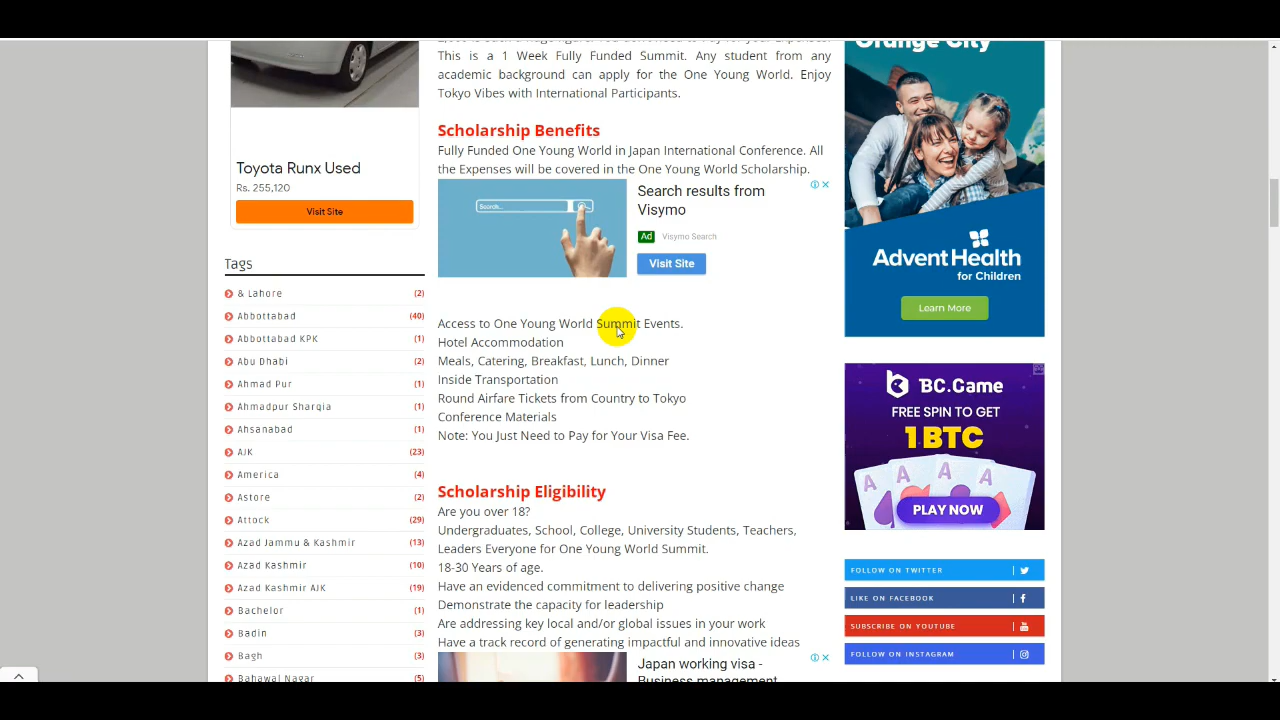 Toyota Runx Used
Rs. 255,120
Visit Site
Tags
& Lahore (2)
Abbottabad (40)
Abbottabad KPK (1)
Abu Dhabi (2)
Ahmad Pur (1)
Ahmadpur Sharqia (1)
Ahsanabad (1)
AJK (23)
America (4)
Astore (2)
Attock (29)
Azad Jammu & Kashmir (13)
Azad Kashmir (10)
Azad Kashmir AJK (19)
Bachelor (1)
Badin (3)
Bagh (3)
Bahawal Nagar (5)
This is a 1 Week Fully Funded Summit. Any student from any
academic background can apply for the One Young World. Enjoy
Tokyo Vibes with International Participants.
Scholarship Benefits
Fully Funded One Young World in Japan International Conference. All
the Expenses will be covered in the One Young World Scholarship.
Search...
Search results from
Visymo
Ad Visymo Search
Visit Site
Access to One Young World Summit Events.
Hotel Accommodation
Meals, Catering, Breakfast, Lunch, Dinner
Inside Transportation
Round Airfare Tickets from Country to Tokyo
Conference Materials
Note: You Just Need to Pay for Your Visa Fee.
Scholarship Eligibility
Are you over 18?
Undergraduates, School, College, University Students, Teachers,
Leaders Everyone for One Young World Summit.
18-30 Years of age.
Have an evidenced commitment to delivering positive change
Demonstrate the capacity for leadership
Are addressing key local and/or global issues in your work
Have a track record of generating impactful and innovative ideas
Japan working visa -
Business management
Orange City
AdventHealth
for Children
Learn More
BC.Game
FREE SPIN TO GET
1 BTC
A A A A
PLAY NOW
FOLLOW ON TWITTER
LIKE ON FACEBOOK
SUBSCRIBE ON YOUTUBE
FOLLOW ON INSTAGRAM